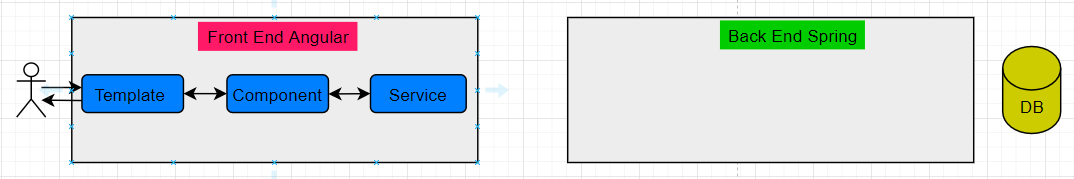 Front End Angular
Template
Component
Service
Back End Spring
DB